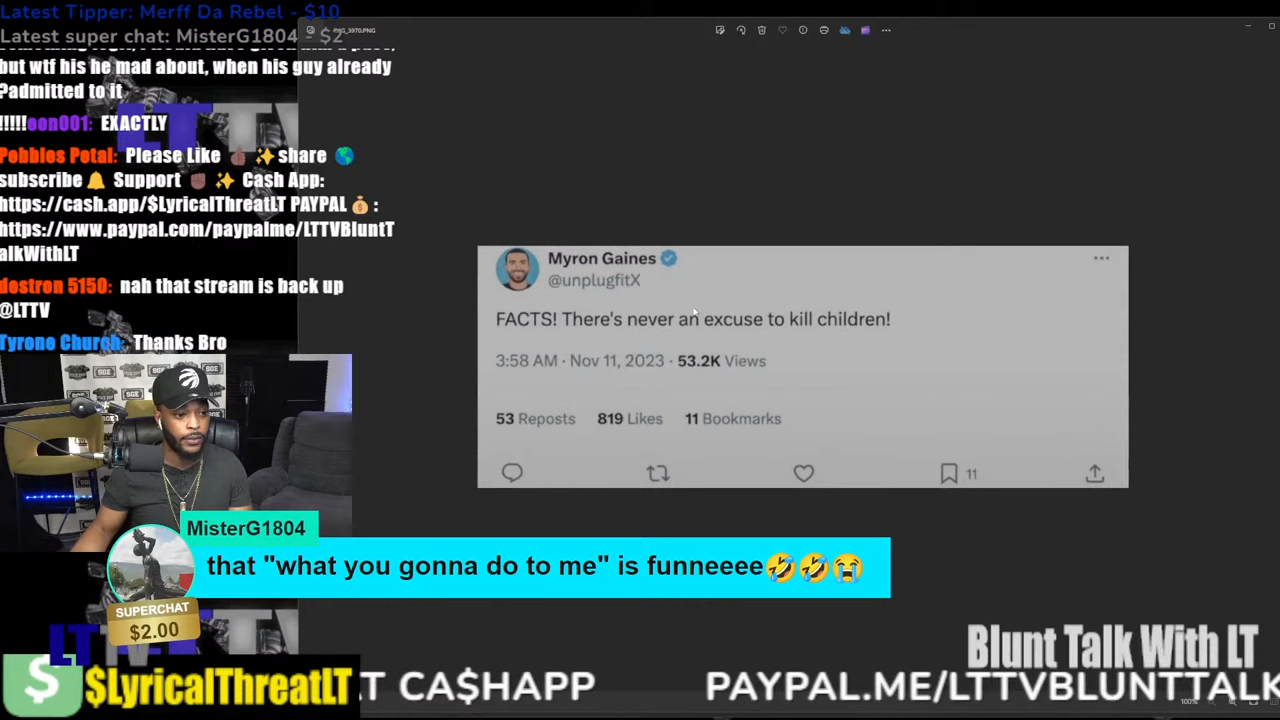 Latest Tipper: Merff Da Rebel - $10
Latest super chat: MisterG1804 - $2
but wtf his he mad about, when his guy already
?admitted to it
!!!!!eon001: EXACTLY
Pebbles Petal: Please Like 👍🏾 ✨share 🌎
subscribe🔔 Support ✊🏾 ✨ Cash App:
https://cash.app/$LyricalThreatLT PAYPAL💰:
https://www.paypal.com/paypalme/LTTVBluntT
alkWithLT
destron 5150: nah that stream is back up
@LTTV
Tyrone Church: Thanks Bro
Myron Gaines
@unplugfitX
FACTS! There's never an excuse to kill children!
3:58 AM · Nov 11, 2023 · 53.2K Views
53 Reposts 819 Likes 11 Bookmarks
11
SGE
MisterG1804
that "what you gonna do to me" is funneeee🤣🤣😭
SUPERCHAT
$2.00
Blunt Talk With LT
$LyricalThreatLT
T CA$HAPP
PAYPAL.ME/LTTVBLUNTTALK
100%